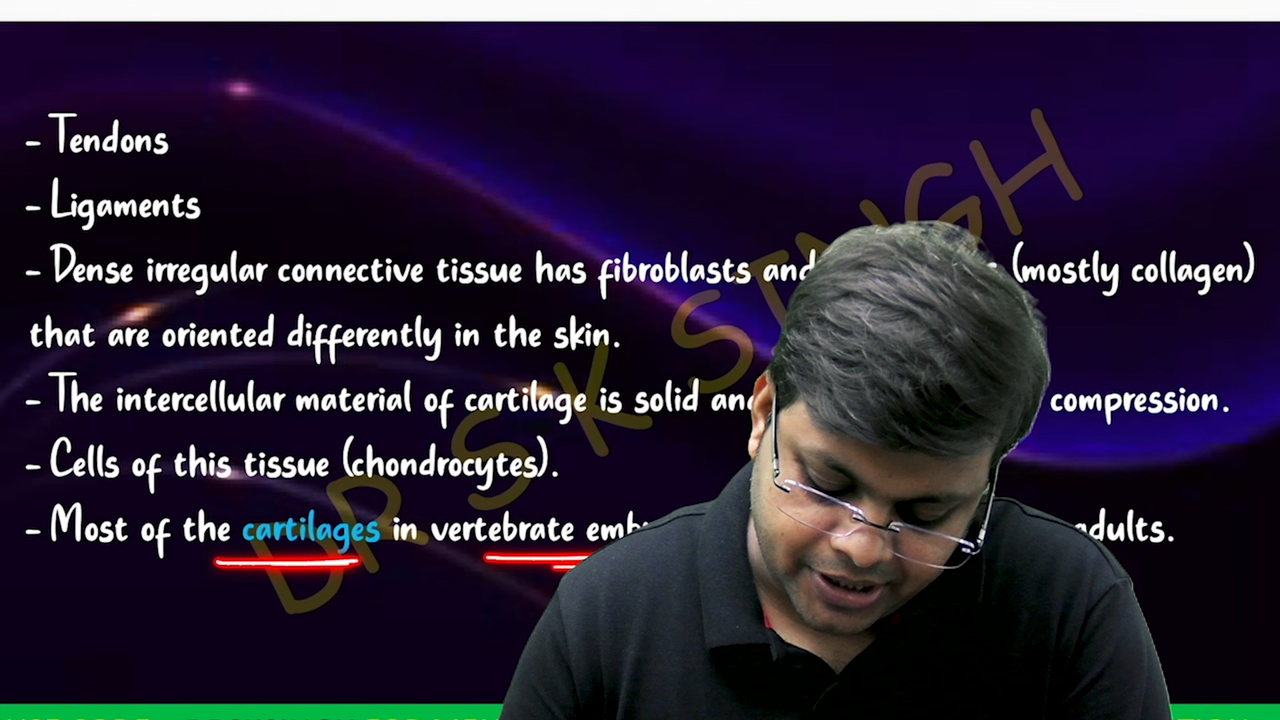 - Tendons
- Ligaments
- Dense irregular connective tissue has fibroblasts and (mostly collagen)
that are oriented differently in the skin.
- The intercellular material of cartilage is solid and compression.
- Cells of this tissue (chondrocytes).
- Most of the cartilages in vertebrate adults.
DR S K SINGH